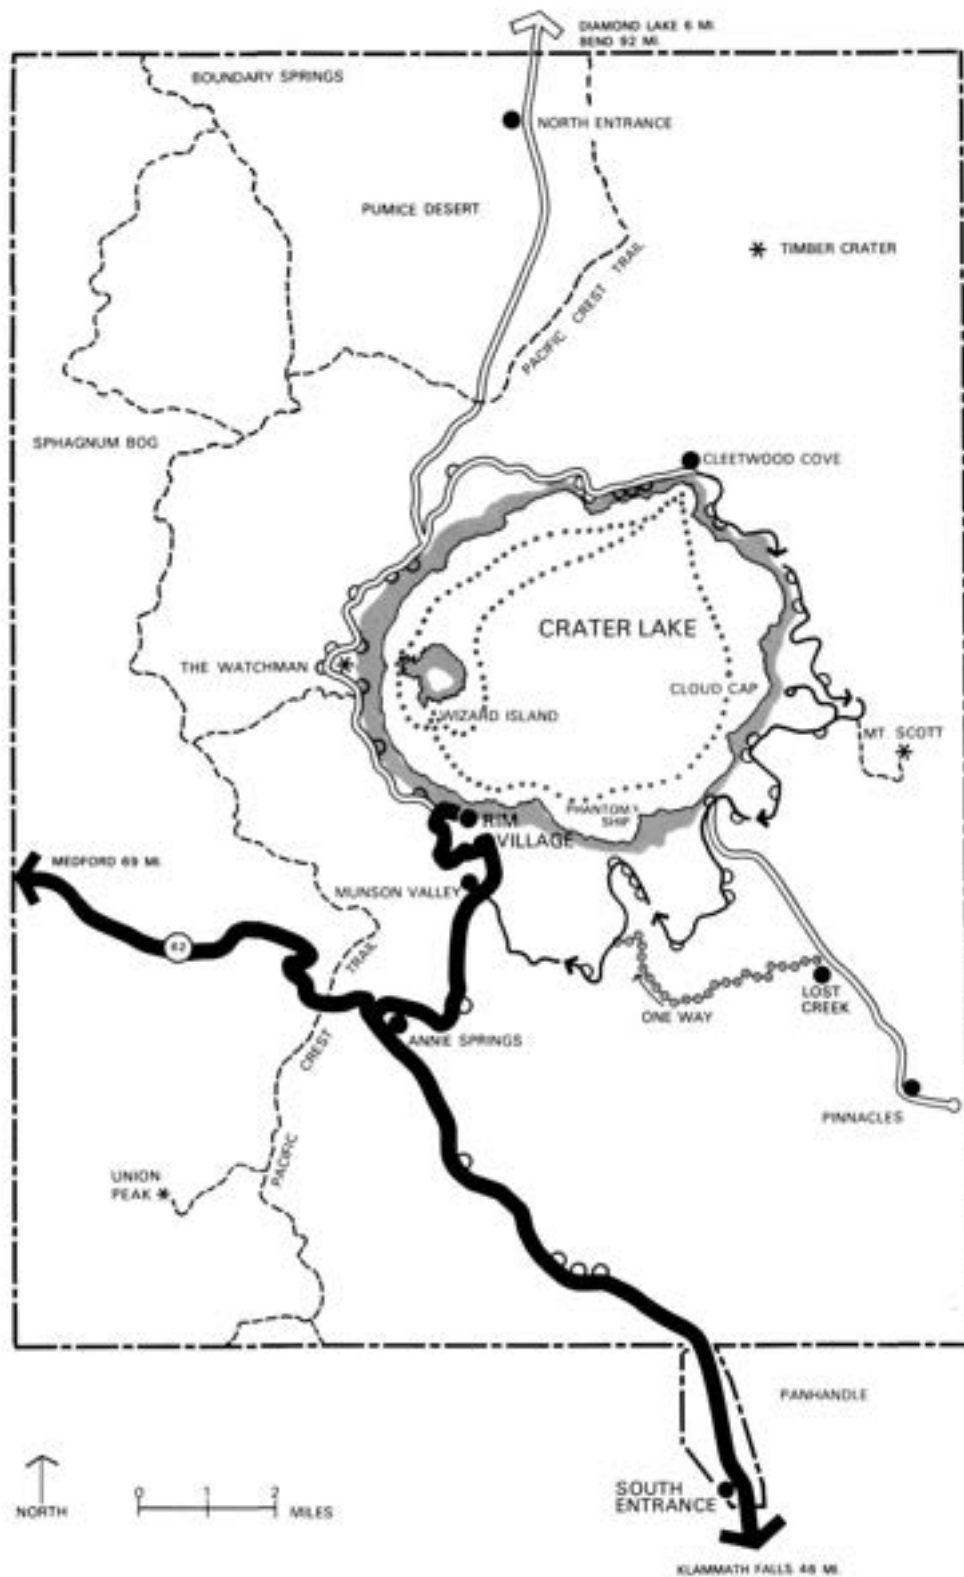 DIAMOND LAKE 6 MI.
BEND 92 MI.
BOUNDARY SPRINGS
NORTH ENTRANCE
PUMICE DESERT
TIMBER CRATER
PACIFIC CREST TRAIL
SPHAGNUM BOG
CLEETWOOD COVE
CRATER LAKE
THE WATCHMAN
CLOUD CAP
WIZARD ISLAND
MT. SCOTT
PHANTOM
SHIP
RIM
VILLAGE
MEDFORD 69 MI.
MUNSON VALLEY
62
LOST
CREEK
ONE WAY
ANNIE SPRINGS
PACIFIC CREST TRAIL
PINNACLES
UNION
PEAK
PANHANDLE
SOUTH
ENTRANCE
NORTH
0 1 2
MILES
KLAMMATH FALLS 46 MI.